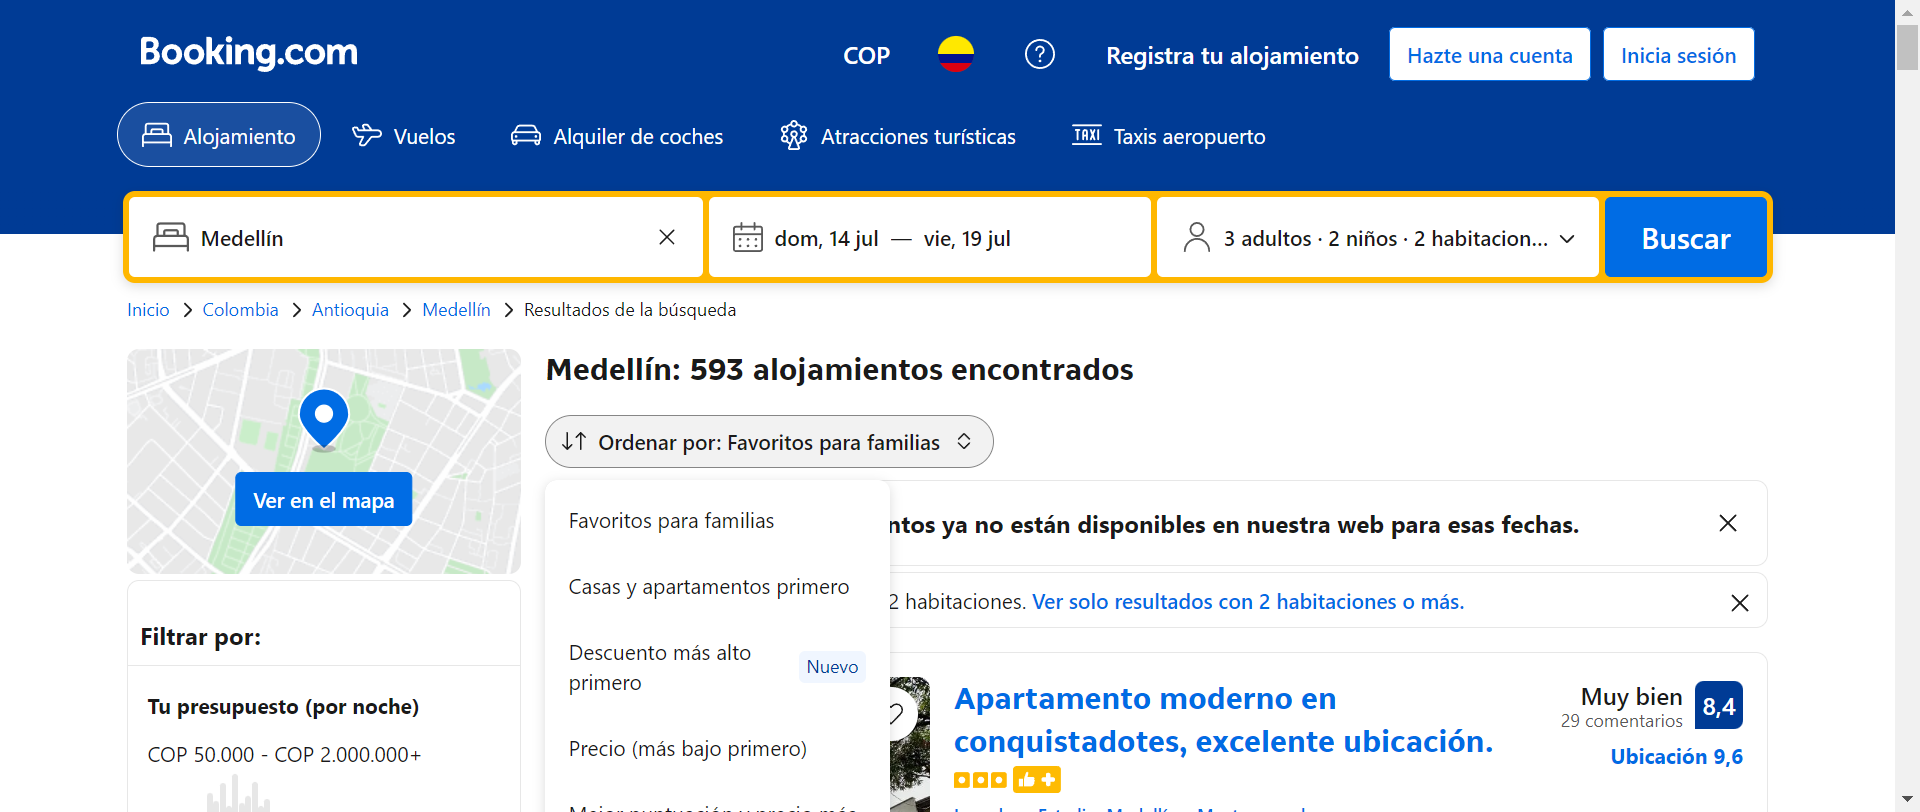 Booking.com
COP
Registra tu alojamiento
Hazte una cuenta
Inicia sesión
Alojamiento
Vuelos
Alquiler de coches
Atracciones turísticas
TAXI
Taxis aeropuerto
Medellín
dom, 14 jul — vie, 19 jul
3 adultos · 2 niños · 2 habitacion...
Buscar
Inicio
Colombia
Antioquia
Medellín
Resultados de la búsqueda
Ver en el mapa
Filtrar por:
Tu presupuesto (por noche)
COP 50.000 - COP 2.000.000+
Medellín: 593 alojamientos encontrados
Ordenar por: Favoritos para familias
Favoritos para familias
Casas y apartamentos primero
Descuento más alto
primero
Nuevo
Precio (más bajo primero)
ntos ya no están disponibles en nuestra web para esas fechas.
2 habitaciones. Ver solo resultados con 2 habitaciones o más.
Apartamento moderno en
conquistadotes, excelente ubicación.
Muy bien
29 comentarios
8,4
Ubicación 9,6